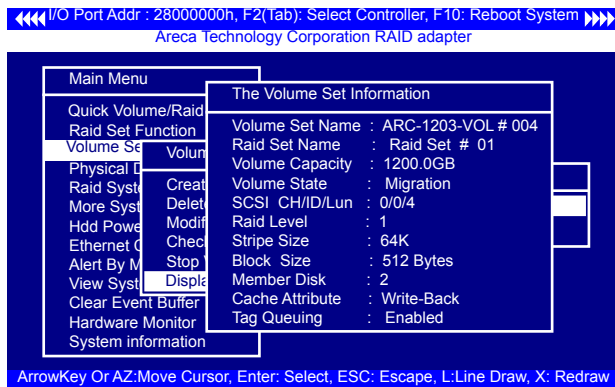 I/O Port Addr : 28000000h, F2(Tab): Select Controller, F10: Reboot System
Areca Technology Corporation RAID adapter
Main Menu
Quick Volume/Raid
Raid Set Function
Volume Se
Physical D
Raid Syst
More Syst
Hdd Powe
Ethernet C
Alert By M
View Syst
Clear Event Buffer
Hardware Monitor
System information
Volum
Creat
Delet
Modif
Chec
Stop V
Displa
The Volume Set Information
Volume Set Name : ARC-1203-VOL # 004
Raid Set Name : Raid Set # 01
Volume Capacity : 1200.0GB
Volume State : Migration
SCSI CH/ID/Lun : 0/0/4
Raid Level : 1
Stripe Size : 64K
Block Size : 512 Bytes
Member Disk : 2
Cache Attribute : Write-Back
Tag Queuing : Enabled
ArrowKey Or AZ:Move Cursor, Enter: Select, ESC: Escape, L:Line Draw, X: Redraw